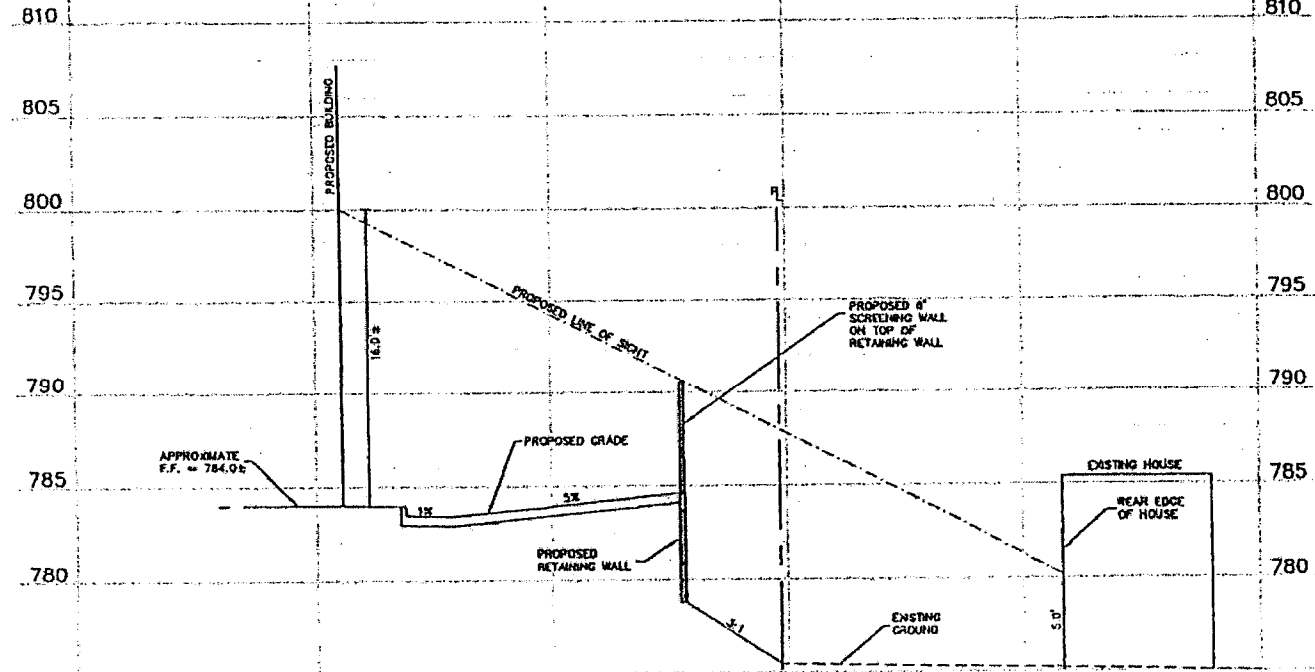 810
810
805
805
PROPOSED BUILDING
800
800
PROPOSED LINE OF SIGHT
795
795
PROPOSED 6'
SCREENING WALL
ON TOP OF
RETAINING WALL
16.0'±
790
790
PROPOSED GRADE
APPROXIMATE
F.F. = 784.0±
785
785
EXISTING HOUSE
REAR EDGE
OF HOUSE
1%
5%
PROPOSED
RETAINING WALL
780
780
3:1
EXISTING
GROUND
5.0'